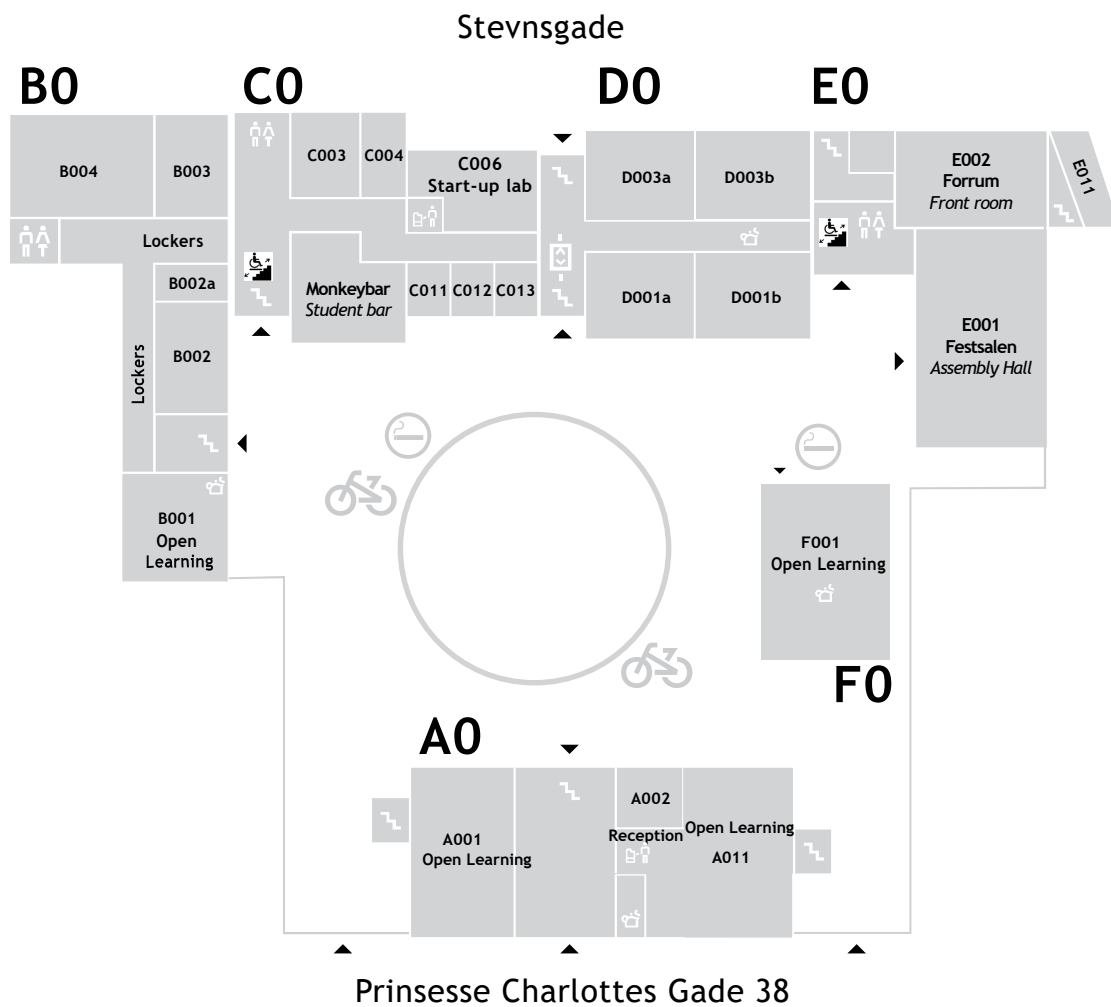 Stevnsgade
B0
C0
D0
E0
B004
B003
Lockers
B002a
B002
Lockers
B001
Open
Learning
C003
C004
C006
Start-up lab
Monkeybar
Student bar
C011
C012
C013
D003a
D003b
D001a
D001b
E002
Forrum
Front room
E011
E001
Festsalen
Assembly Hall
F001
Open Learning
F0
A0
A001
Open Learning
A002
Reception
Open Learning
A011
Prinsesse Charlottes Gade 38